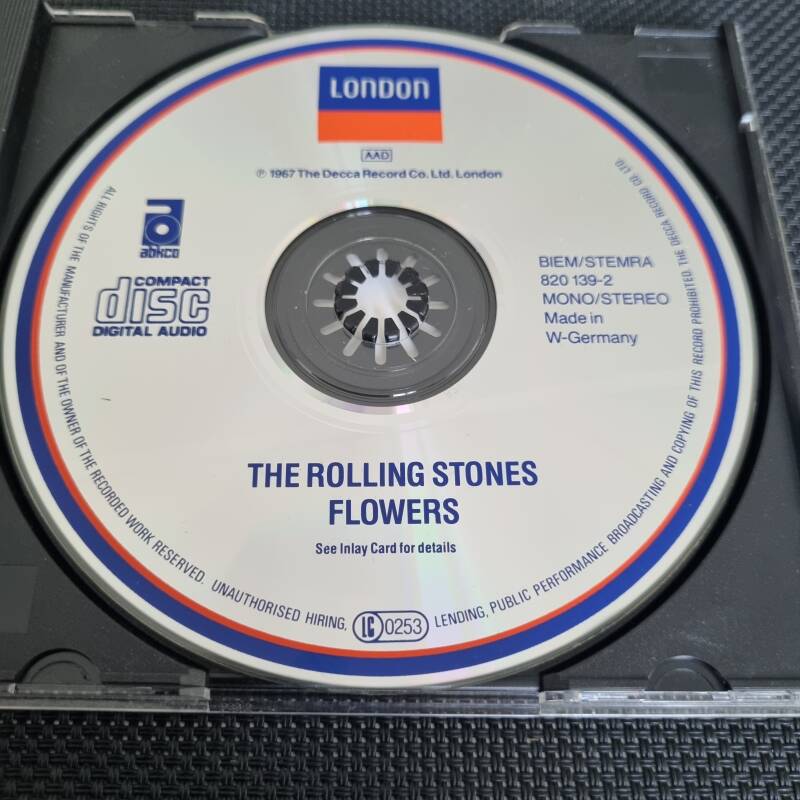 LONDON
AAD
℗ 1967 The Decca Record Co. Ltd. London
abkco
COMPACT
disc
DIGITAL AUDIO
BIEM/STEMRA
820 139-2
MONO/STEREO
Made in
W-Germany
THE ROLLING STONES
FLOWERS
See Inlay Card for details
ALL RIGHTS OF THE MANUFACTURER AND OF THE OWNER OF THE RECORDED WORK RESERVED. UNAUTHORISED HIRING, LENDING, PUBLIC PERFORMANCE BROADCASTING AND COPYING OF THIS RECORD PROHIBITED. THE DECCA RECORD CO. LTD.
LC 0253